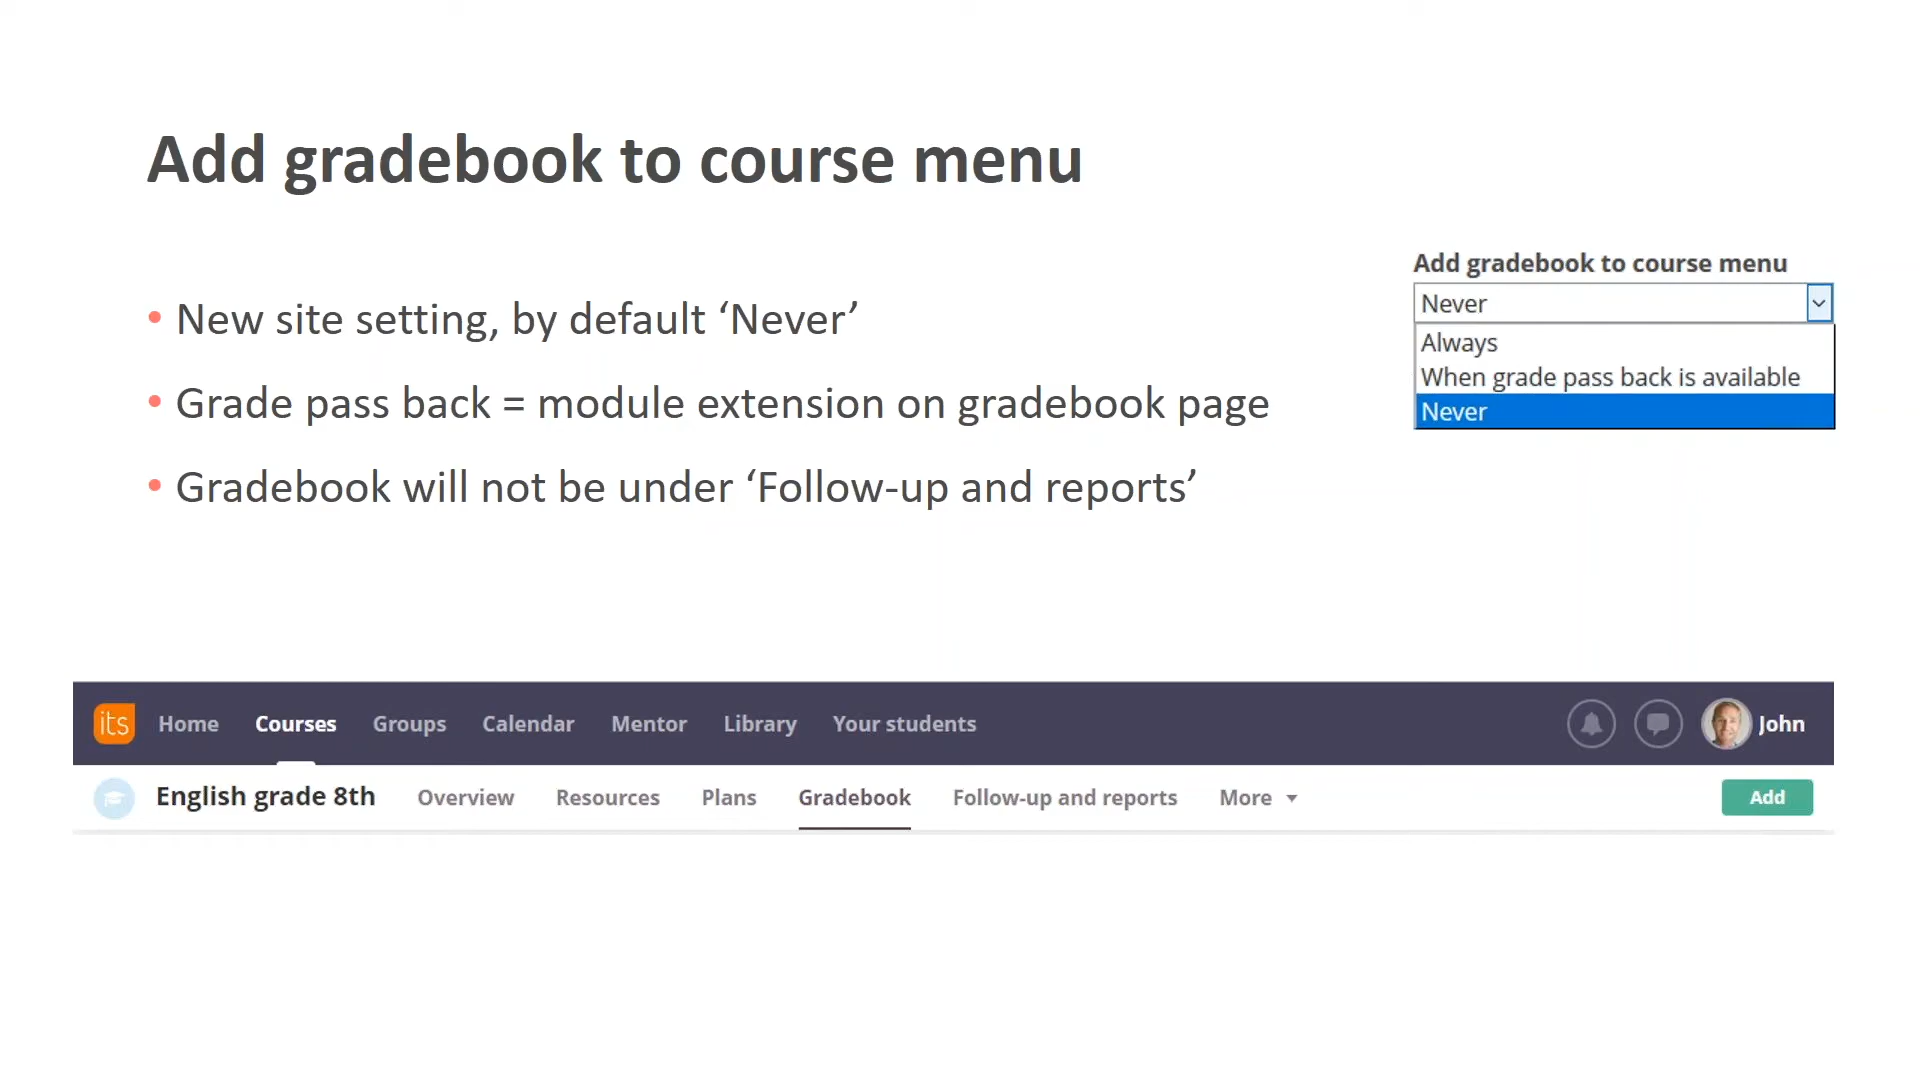 Add gradebook to course menu
• New site setting, by default ‘Never’
• Grade pass back = module extension on gradebook page
• Gradebook will not be under ‘Follow-up and reports’
Add gradebook to course menu
Never
Always
When grade pass back is available
Never
its Home Courses Groups Calendar Mentor Library Your students John
English grade 8th Overview Resources Plans Gradebook Follow-up and reports More Add